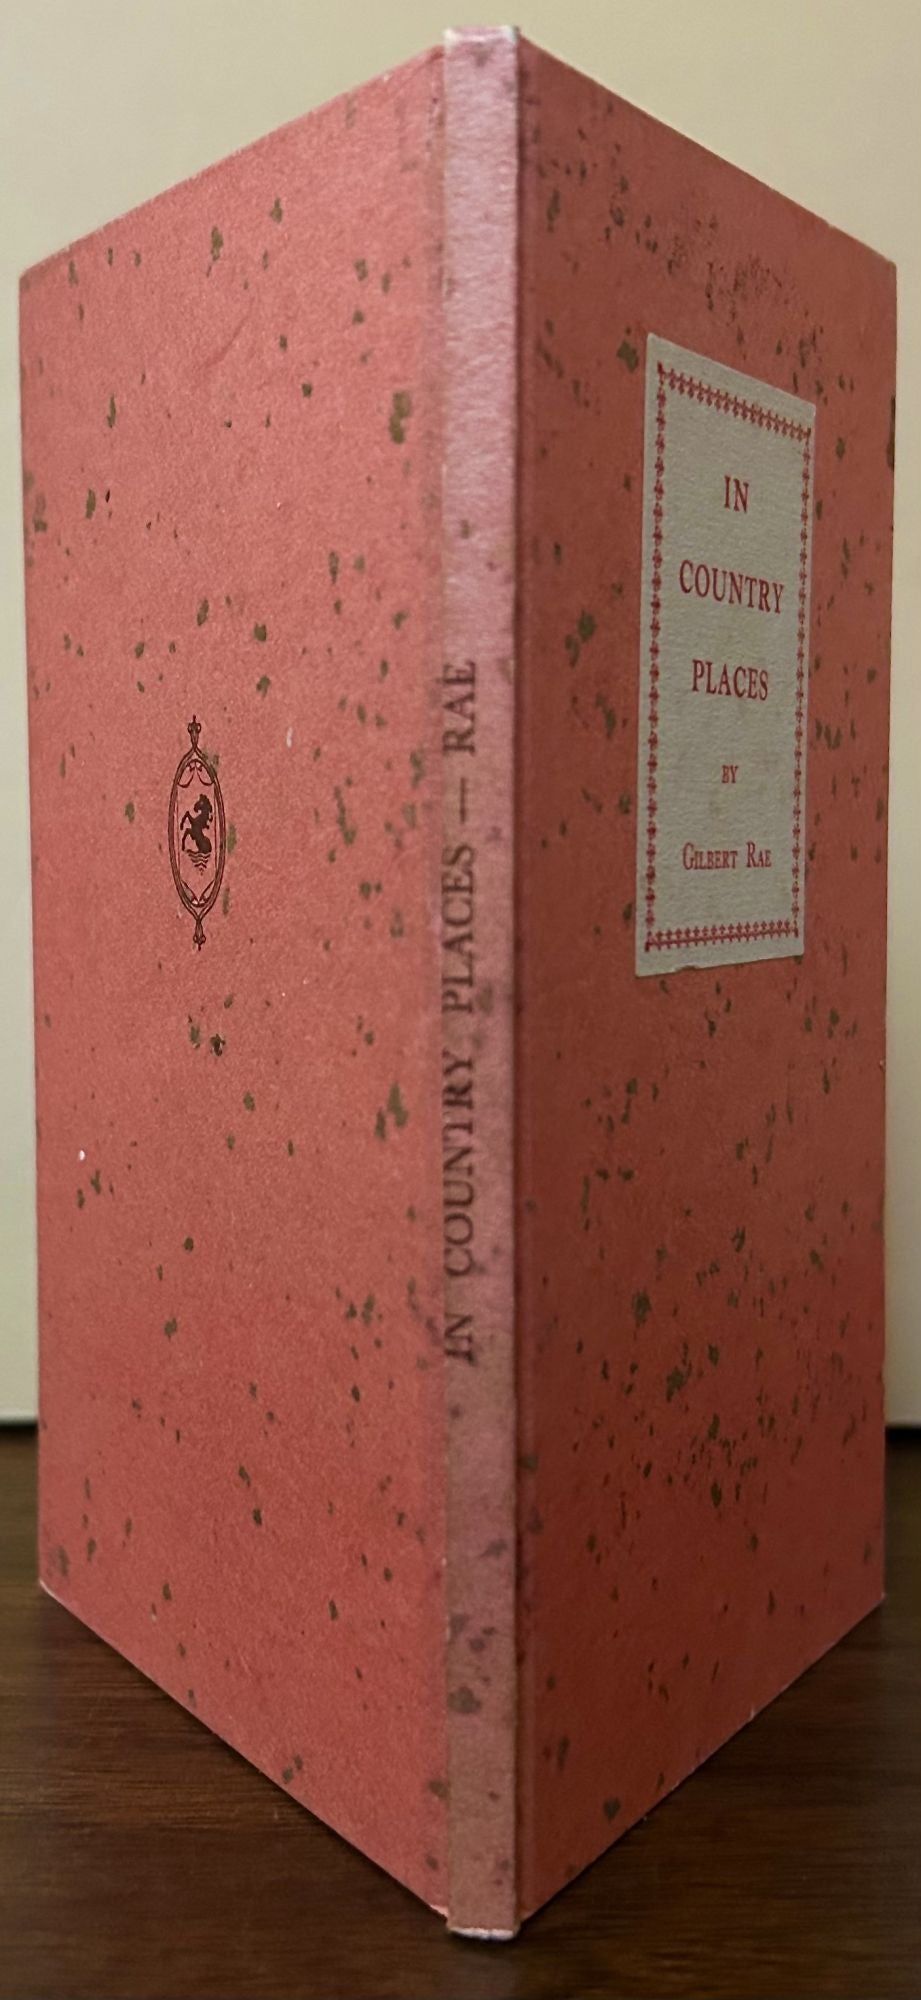 IN COUNTRY PLACES — RAE
IN
COUNTRY
PLACES
BY
GILBERT RAE